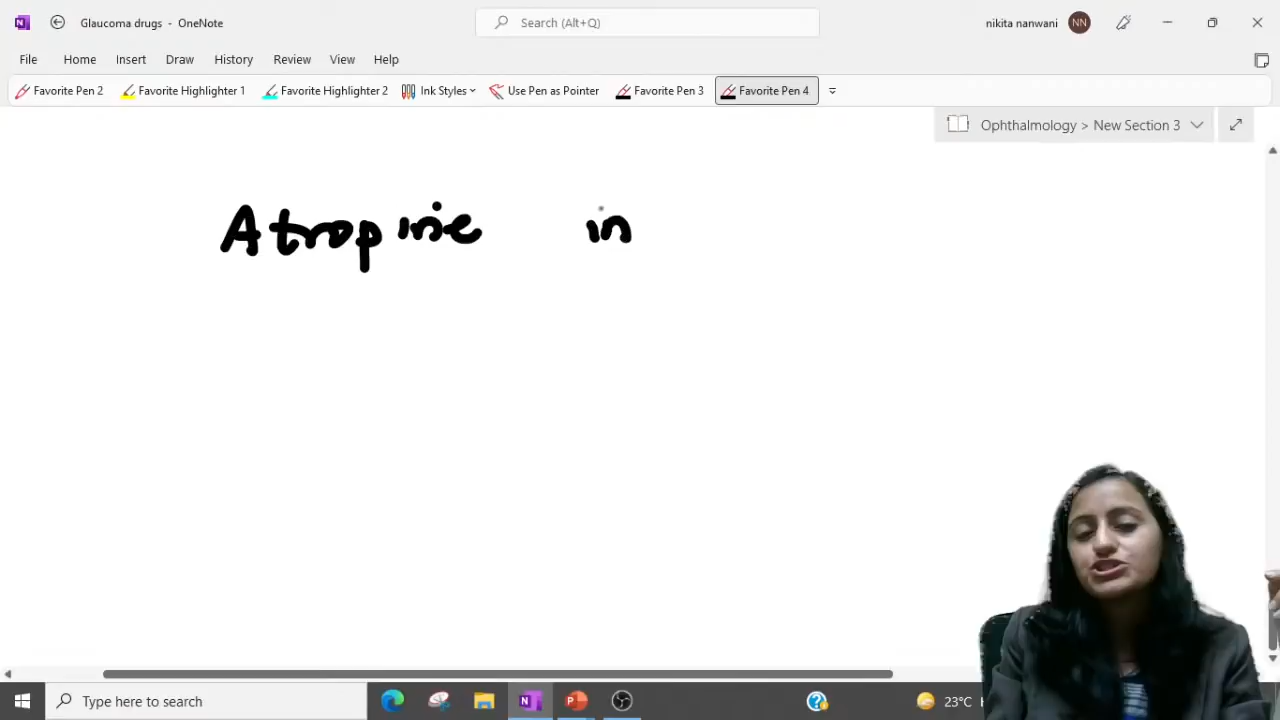 Glaucoma drugs - OneNote
Search (Alt+Q)
nikita nanwani NN
File Home Insert Draw History Review View Help
Favorite Pen 2 Favorite Highlighter 1 Favorite Highlighter 2 Ink Styles Use Pen as Pointer Favorite Pen 3 Favorite Pen 4
Ophthalmology > New Section 3
Atropine in
Type here to search
23°C